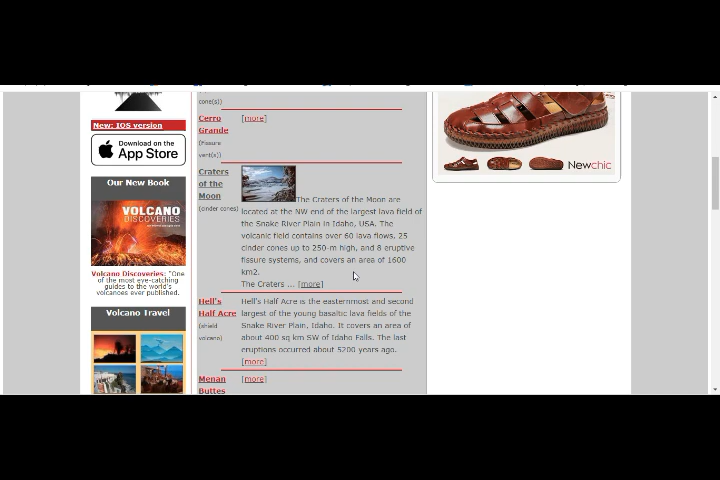 cone(s))
New: IOS version
Download on the
App Store
Our New Book
VOLCANO
DISCOVERIES
Volcano Discoveries: "One
of the most eye-catching
guides to the world's
volcanoes ever published.
Volcano Travel
Cerro
Grande
(Fissure
vent(s))
[more]
Craters
of the
Moon
(cinder cones)
The Craters of the Moon are
located at the NW end of the largest lava field of
the Snake River Plain in Idaho, USA. The
volcanic field contains over 60 lava flows, 25
cinder cones up to 250-m high, and 8 eruptive
fissure systems, and covers an area of 1600
km2.
The Craters ... [more]
Hell's
Half Acre
(shield
volcano)
Hell's Half Acre is the easternmost and second
largest of the young basaltic lava fields of the
Snake River Plain, Idaho. It covers an area of
about 400 sq km SW of Idaho Falls. The last
eruptions occurred about 5200 years ago.
[more]
Menan
Buttes
[more]
Newchic